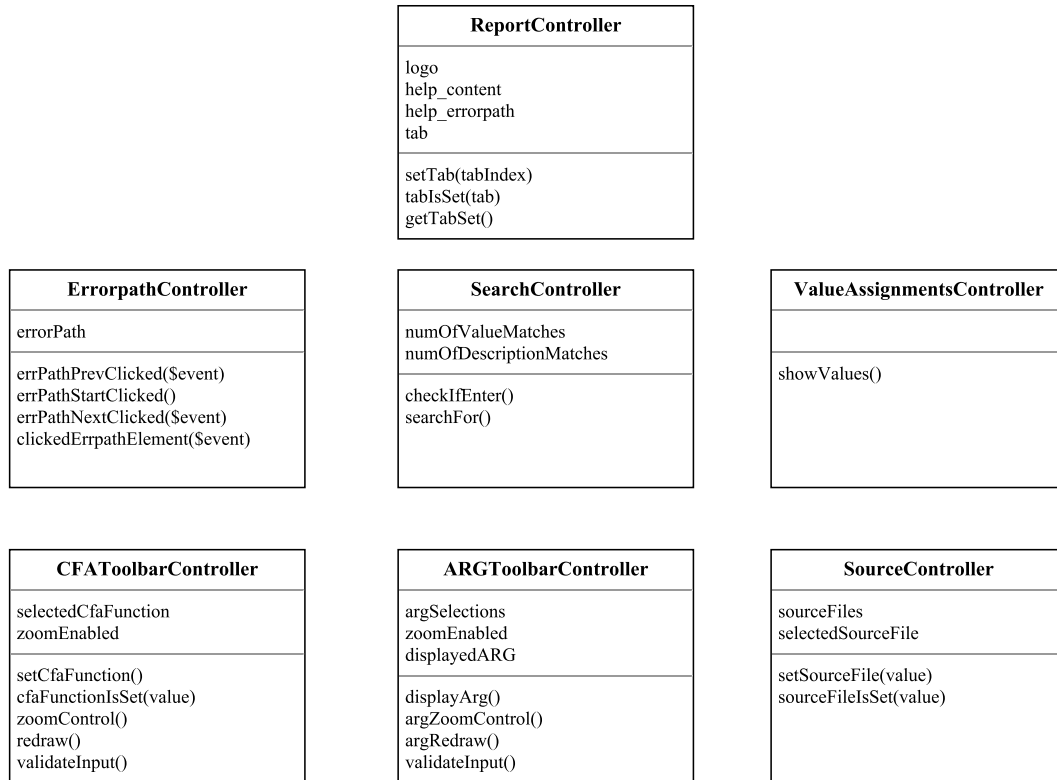 ReportController
logo
help_content
help_errorpath
tab
setTab(tabIndex)
tabIsSet(tab)
getTabSet()
ErrorpathController
errorPath
errPathPrevClicked($event)
errPathStartClicked()
errPathNextClicked($event)
clickedErrpathElement($event)
SearchController
numOfValueMatches
numOfDescriptionMatches
checkIfEnter()
searchFor()
ValueAssignmentsController
showValues()
CFAToolbarController
selectedCfaFunction
zoomEnabled
setCfaFunction()
cfaFunctionIsSet(value)
zoomControl()
redraw()
validateInput()
ARGToolbarController
argSelections
zoomEnabled
displayedARG
displayArg()
argZoomControl()
argRedraw()
validateInput()
SourceController
sourceFiles
selectedSourceFile
setSourceFile(value)
sourceFileIsSet(value)